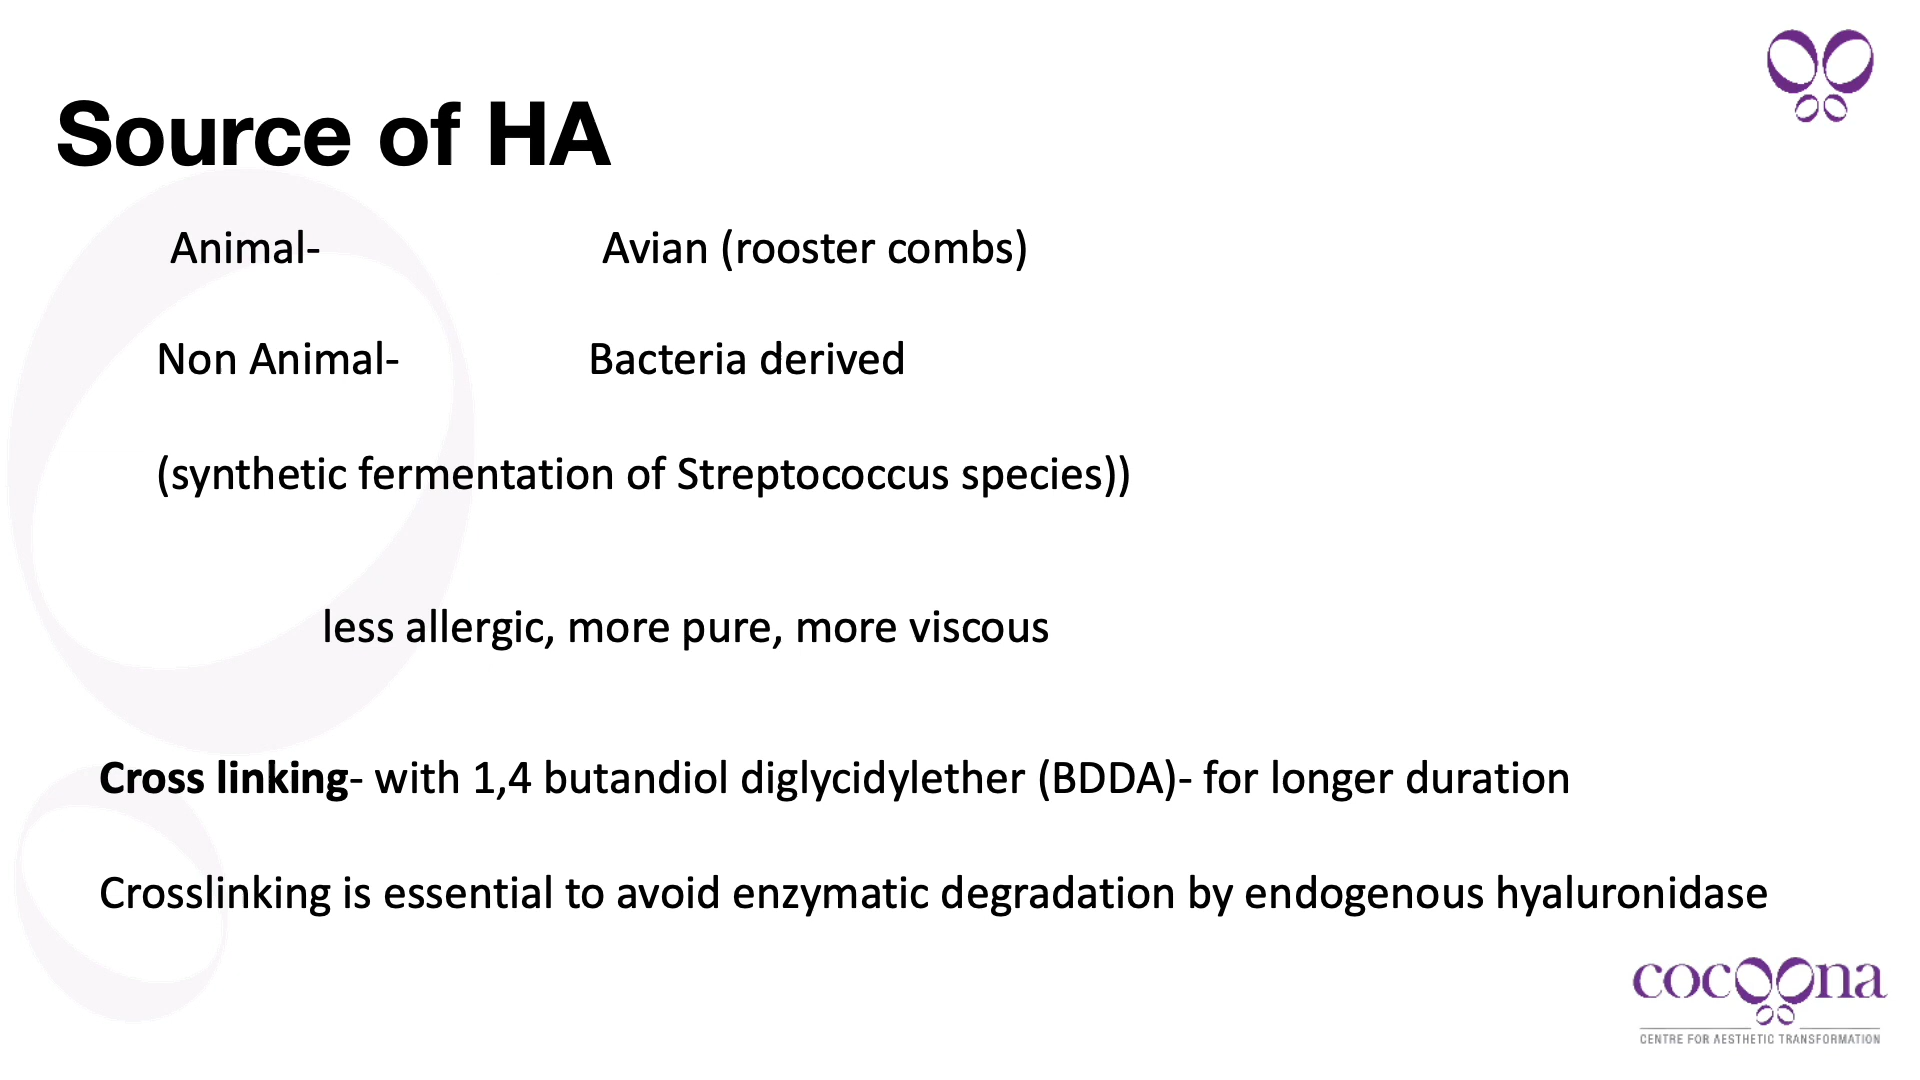 Source of HA
Animal- Avian (rooster combs)
Non Animal- Bacteria derived
(synthetic fermentation of Streptococcus species))
less allergic, more pure, more viscous
Cross linking- with 1,4 butandiol diglycidylether (BDDA)- for longer duration
Crosslinking is essential to avoid enzymatic degradation by endogenous hyaluronidase
cocoona
CENTRE FOR AESTHETIC TRANSFORMATION